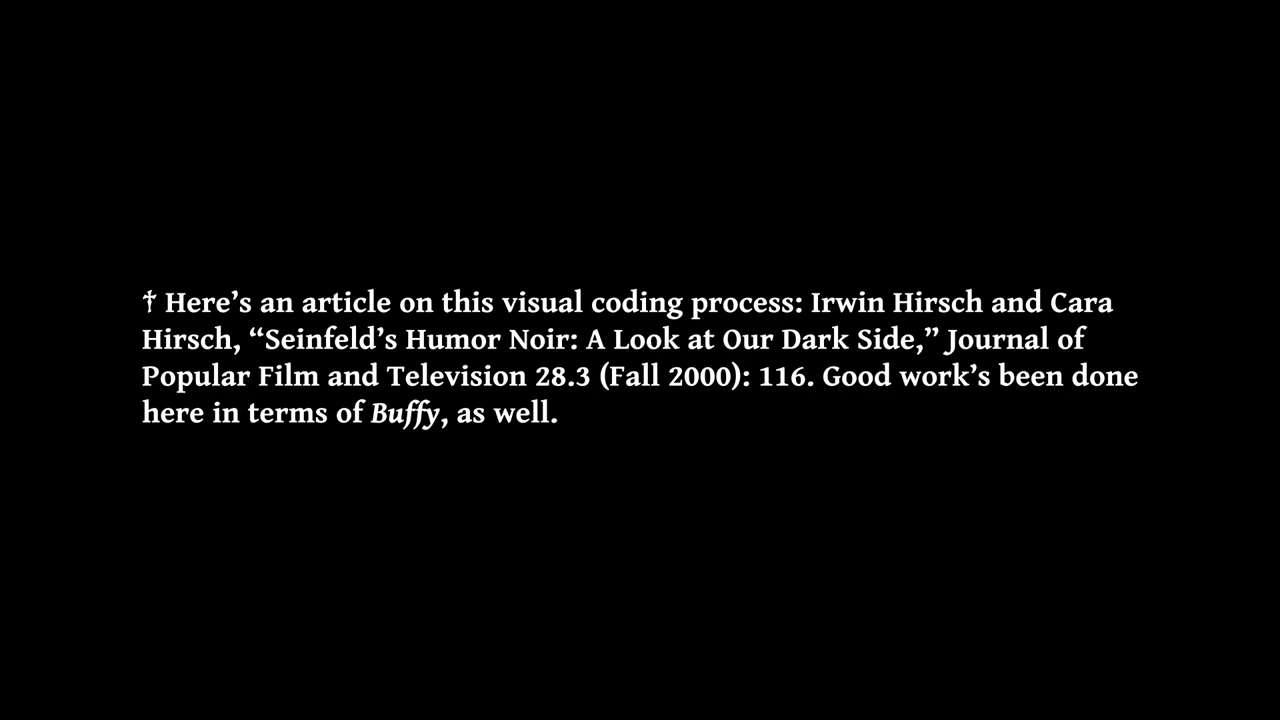 † Here’s an article on this visual coding process: Irwin Hirsch and Cara
Hirsch, “Seinfeld’s Humor Noir: A Look at Our Dark Side,” Journal of
Popular Film and Television 28.3 (Fall 2000): 116. Good work’s been done
here in terms of Buffy, as well.